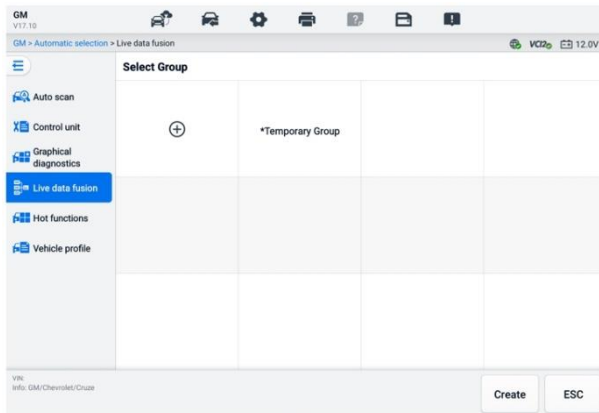 GM
V17.10
GM > Automatic selection > Live data fusion
VCI2
12.0V
Select Group
Auto scan
Control unit
Graphical
diagnostics
Live data fusion
Hot functions
Vehicle profile
*Temporary Group
VIN:
Info: GM/Chevrolet/Cruze
Create
ESC